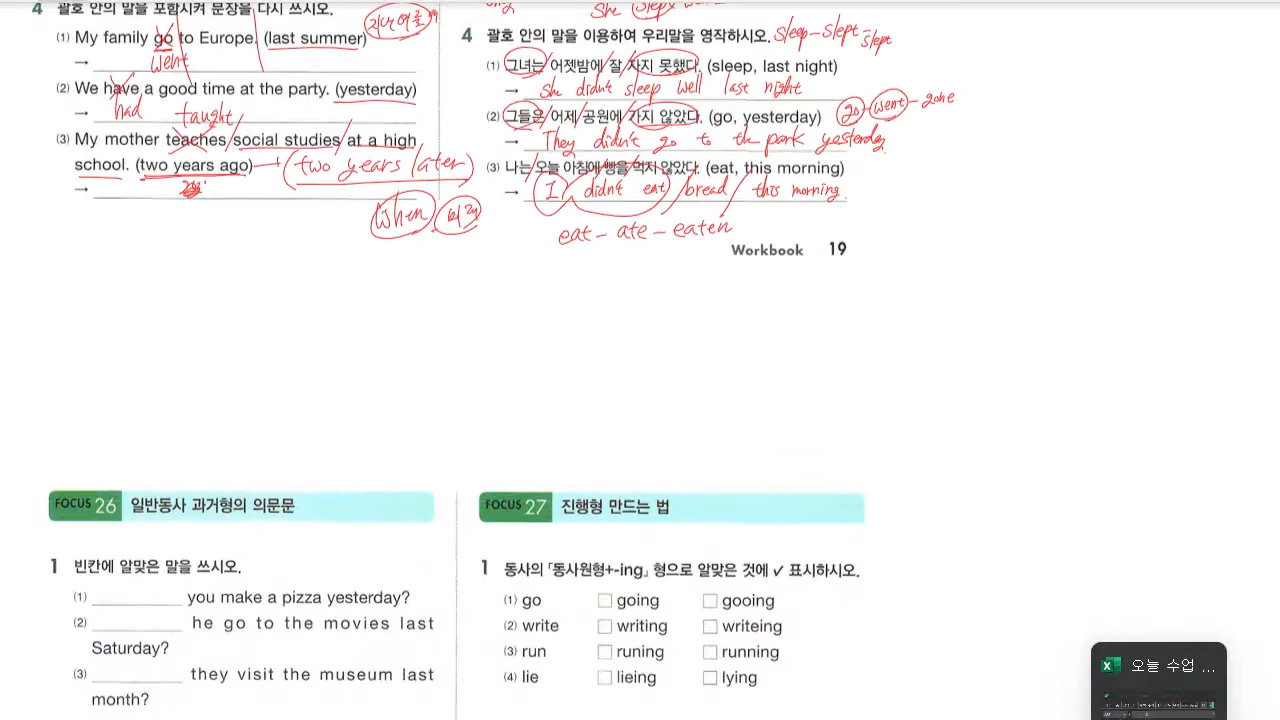 4 괄호 안의 말을 포함시켜 문장을 다시 쓰시오.
(1) My family go to Europe. (last summer)
→ went
(2) We have a good time at the party. (yesterday)
→ had taught
(3) My mother teaches social studies at a high
school. (two years ago) → (two years later)
→
When
She slept
4 괄호 안의 말을 이용하여 우리말을 영작하시오. sleep - slept - slept
(1) 그녀는 어젯밤에 잘 자지 못했다. (sleep, last night)
→ She didn't sleep well last night
(2) 그들은 어제 공원에 가지 않았다. (go, yesterday) go - went - gone
→ They didn't go to the park yesterday.
(3) 나는 오늘 아침에 빵을 먹지 않았다. (eat, this morning)
→ I didn't eat bread this morning.
eat - ate - eaten
Workbook 19
FOCUS 26 일반동사 과거형의 의문문
1 빈칸에 알맞은 말을 쓰시오.
(1) __________ you make a pizza yesterday?
(2) __________ he go to the movies last
Saturday?
(3) __________ they visit the museum last
month?
FOCUS 27 진행형 만드는 법
1 동사의 「동사원형+-ing」 형으로 알맞은 것에 ✓ 표시하시오.
(1) go □ going □ gooing
(2) write □ writing □ writeing
(3) run □ runing □ running
(4) lie □ lieing □ lying
오늘 수업 ...